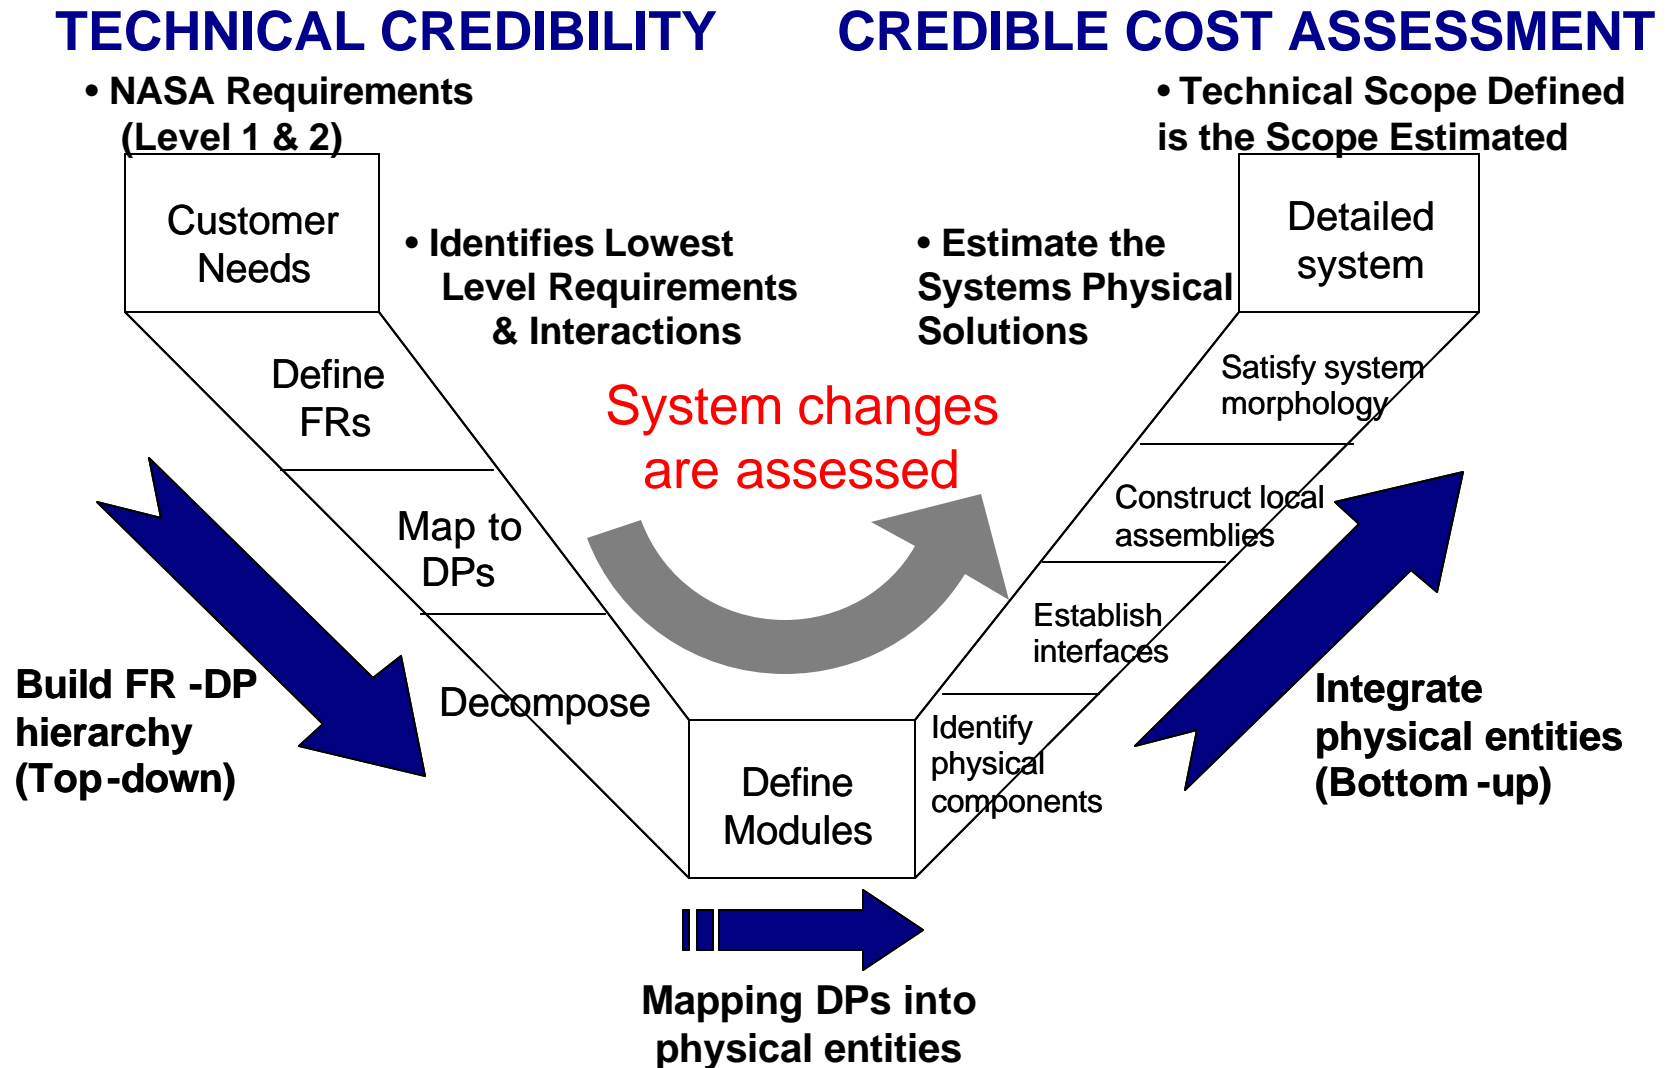 TECHNICAL CREDIBILITY
CREDIBLE COST ASSESSMENT
• NASA Requirements
(Level 1 & 2)
• Technical Scope Defined
is the Scope Estimated
Customer
Needs
• Identifies Lowest
Level Requirements
& Interactions
• Estimate the
Systems Physical
Solutions
Detailed
system
Define
FRs
System changes
are assessed
Satisfy system
morphology
Map to
DPs
Construct local
assemblies
Establish
interfaces
Build FR -DP
hierarchy
(Top-down)
Decompose
Define
Modules
Identify
physical
components
Integrate
physical entities
(Bottom -up)
Mapping DPs into
physical entities